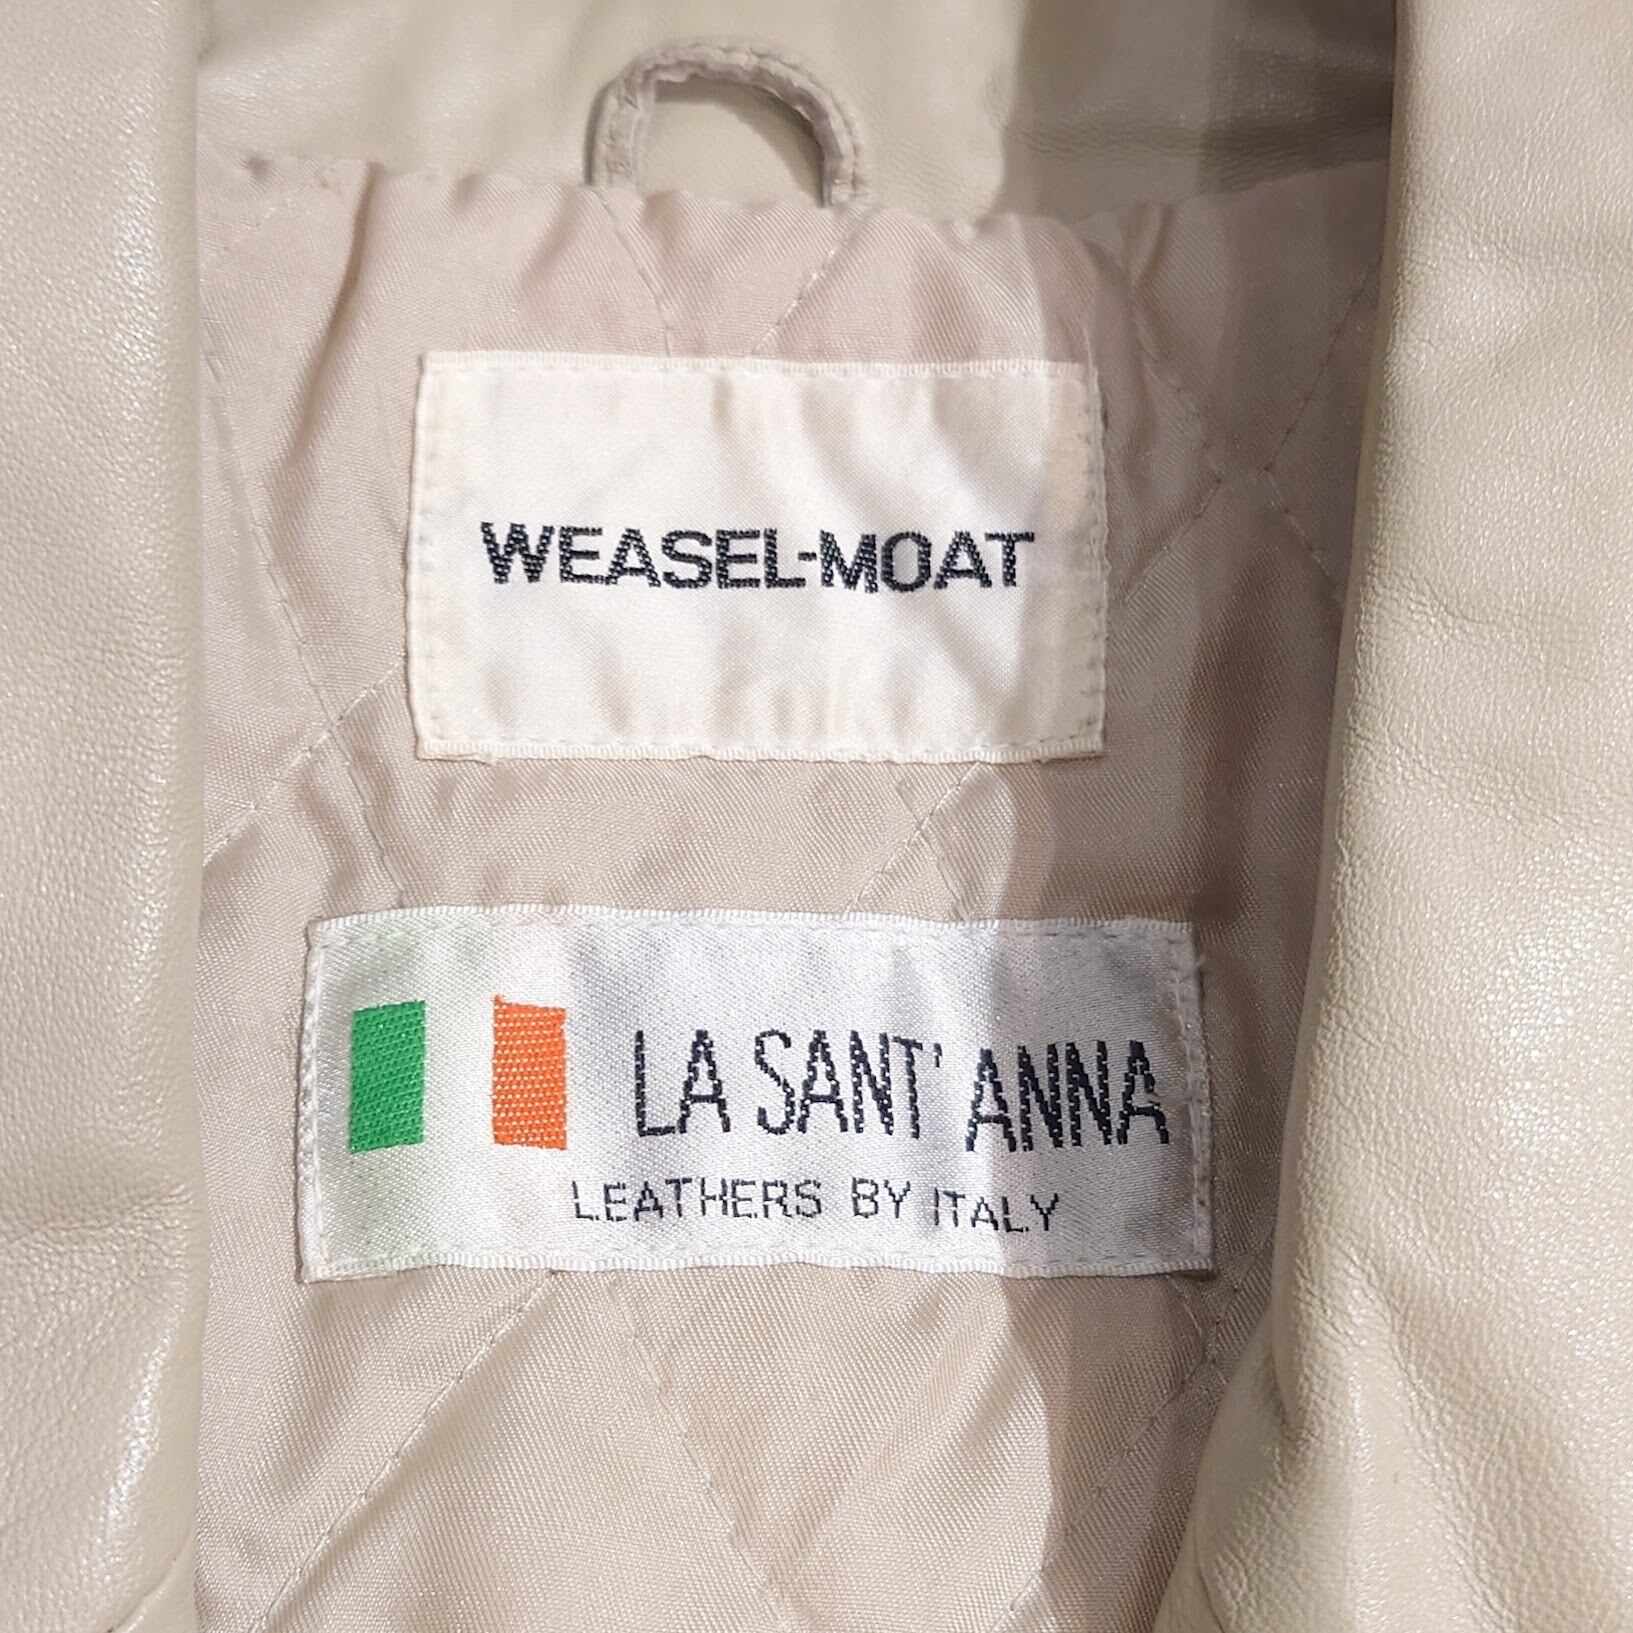 WEASEL-MOAT
LA SANT' ANNA
LEATHERS BY ITALY